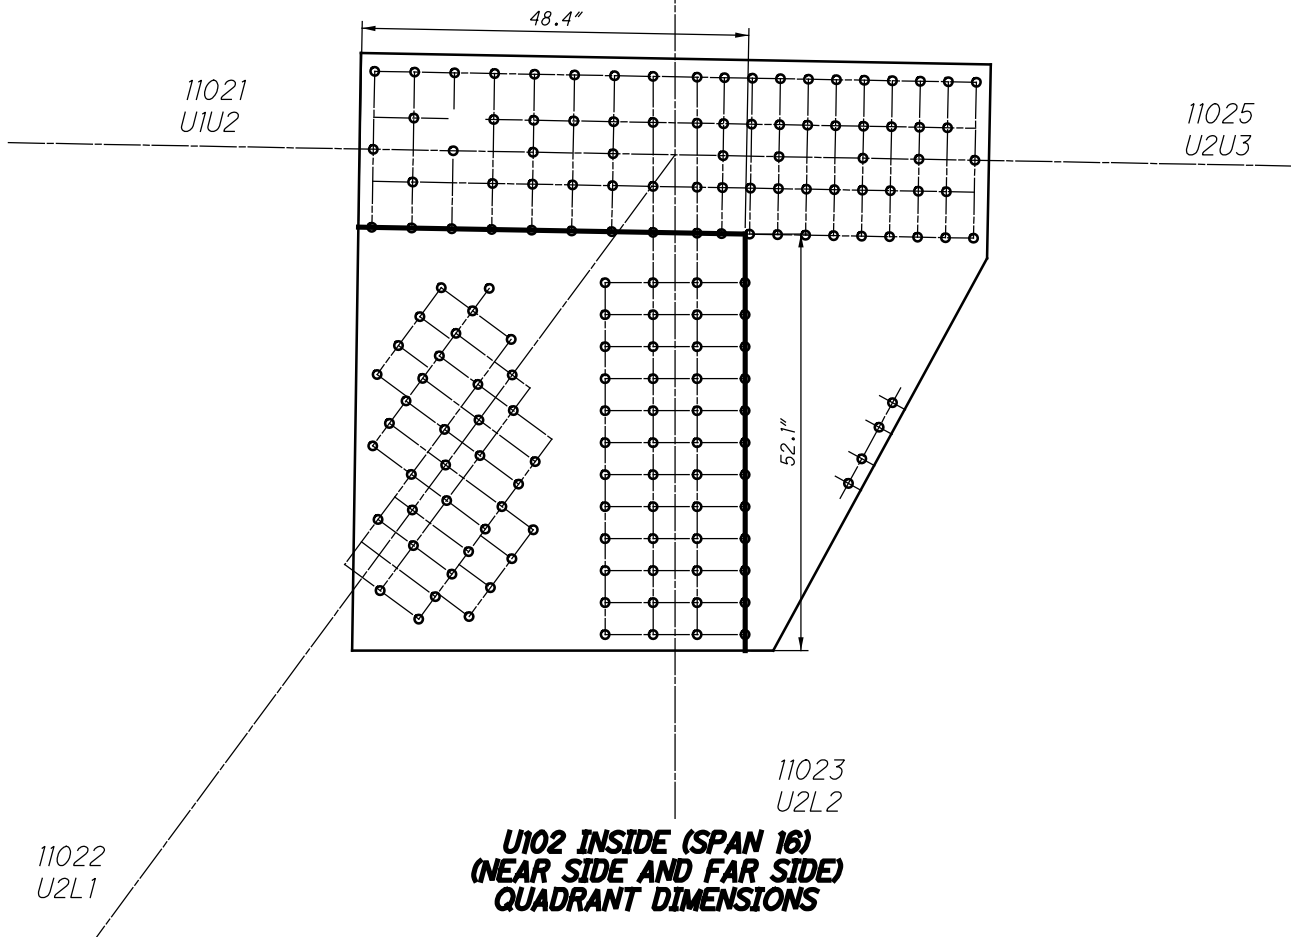 48.4"
11021
U1U2
11025
U2U3
52.1"
11023
U2L2
11022
U2L1
U102 INSIDE (SPAN 16)
(NEAR SIDE AND FAR SIDE)
QUADRANT DIMENSIONS